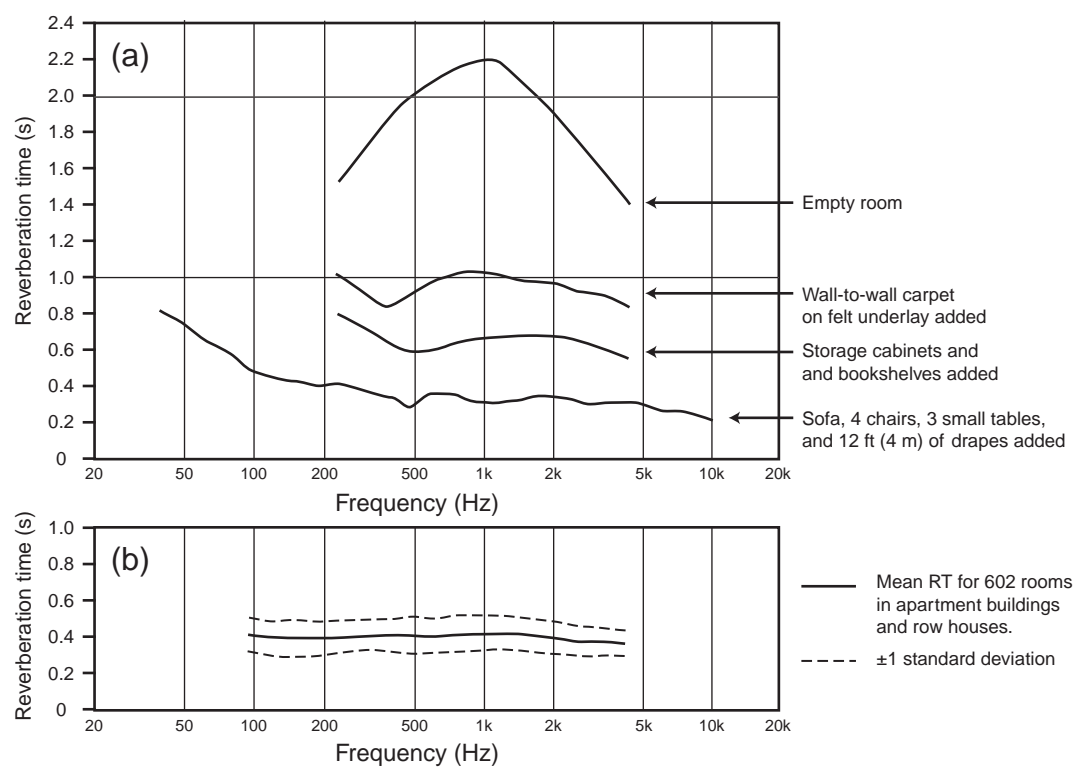 (a)
Reverberation time (s)
2.4
2.2
2.0
1.8
1.6
1.4
1.2
1.0
0.8
0.6
0.4
0.2
0
20 50 100 200 500 1k 2k 5k 10k 20k
Frequency (Hz)
Empty room
Wall-to-wall carpet
on felt underlay added
Storage cabinets and
and bookshelves added
Sofa, 4 chairs, 3 small tables,
and 12 ft (4 m) of drapes added
(b)
Reverberation time (s)
1.0
0.8
0.6
0.4
0.2
0
20 50 100 200 500 1k 2k 5k 10k 20k
Frequency (Hz)
Mean RT for 602 rooms
in apartment buildings
and row houses.
±1 standard deviation